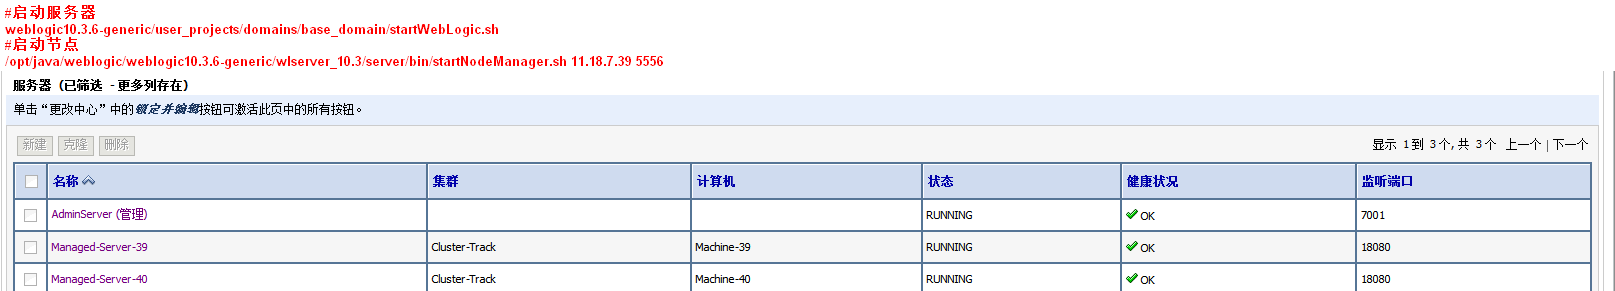 #启动服务器
weblogic10.3.6-generic/user_projects/domains/base_domain/startWebLogic.sh
#启动节点
/opt/java/weblogic/weblogic10.3.6-generic/wlserver_10.3/server/bin/startNodeManager.sh 11.18.7.39 5556
服务器（已筛选 - 更多列存在）
单击“更改中心”中的锁定并编辑按钮可激活此页中的所有按钮。
新建 克隆 删除 显示 1 到 3 个, 共 3 个 上一个 | 下一个
名称 集群 计算机 状态 健康状况 监听端口
AdminServer (管理) RUNNING OK 7001
Managed-Server-39 Cluster-Track Machine-39 RUNNING OK 18080
Managed-Server-40 Cluster-Track Machine-40 RUNNING OK 18080